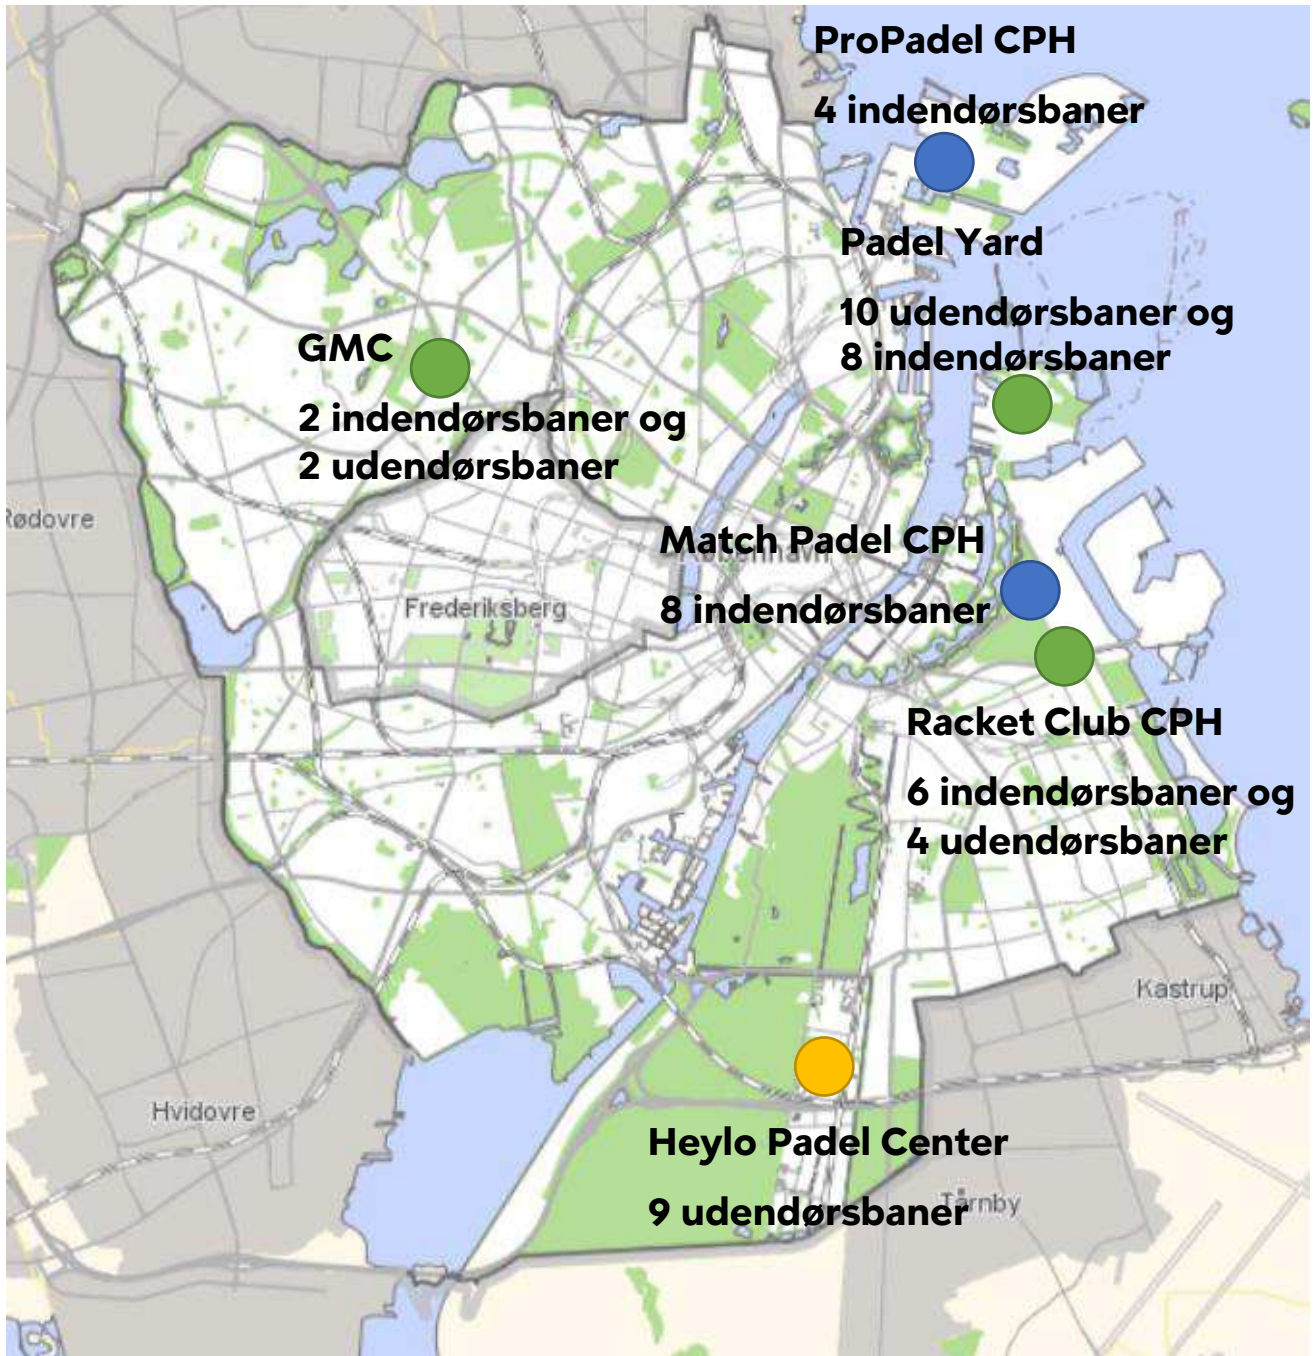 ProPadel CPH
4 indendørsbaner
Padel Yard
10 udendørsbaner og
8 indendørsbaner
GMC
2 indendørsbaner og
2 udendørsbaner
Rødovre
Match Padel CPH
København
8 indendørsbaner
Frederiksberg
Racket Club CPH
6 indendørsbaner og
4 udendørsbaner
Kastrup
Hvidovre
Heylo Padel Center
9 udendørsbaner
Tårnby